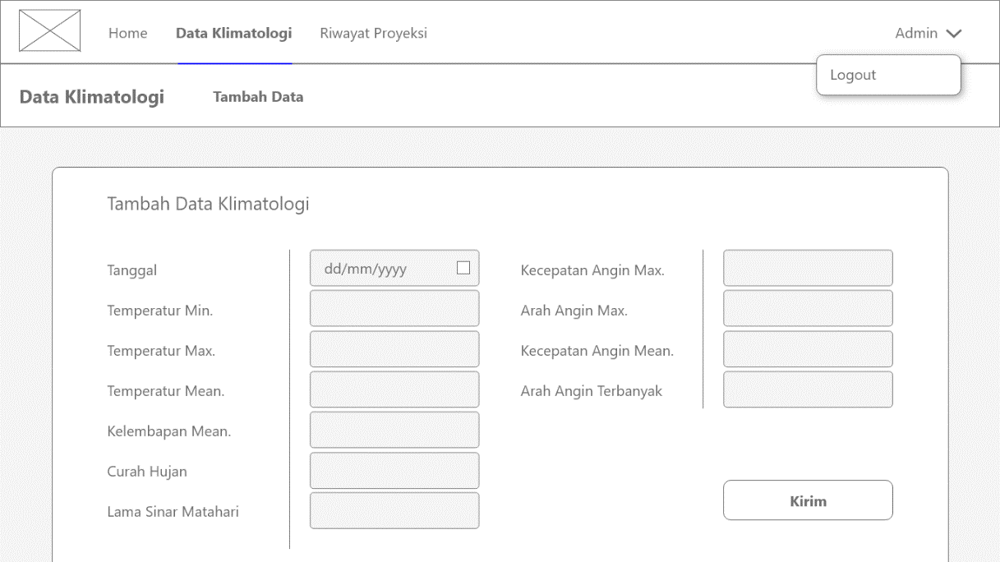 Home Data Klimatologi Riwayat Proyeksi Admin
Logout
Data Klimatologi Tambah Data
Tambah Data Klimatologi
Tanggal dd/mm/yyyy
Temperatur Min.
Temperatur Max.
Temperatur Mean.
Kelembapan Mean.
Curah Hujan
Lama Sinar Matahari
Kecepatan Angin Max.
Arah Angin Max.
Kecepatan Angin Mean.
Arah Angin Terbanyak
Kirim